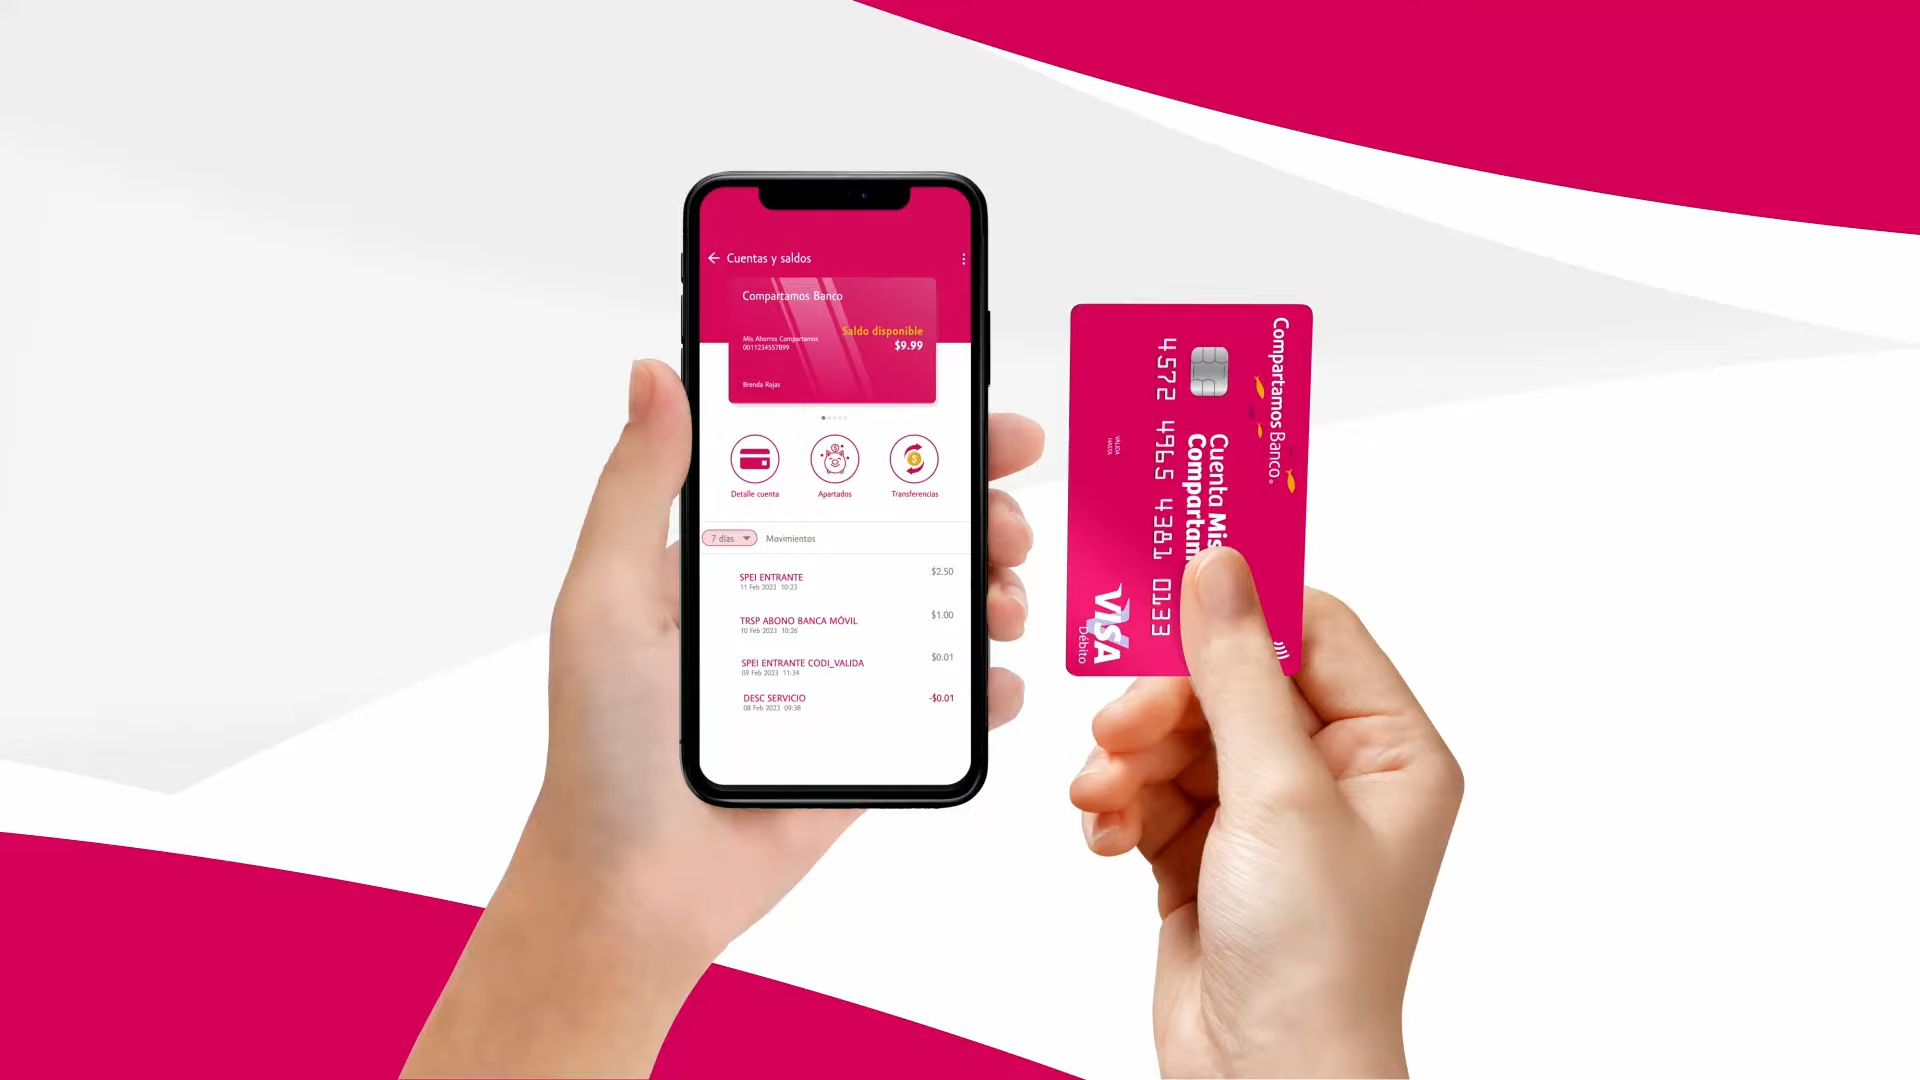 Cuentas y saldos
Compartamos Banco
Saldo disponible
$9.99
Mis Ahorros Compartamos
0011234557899
Brenda Rojas
Detalle cuenta
Apartados
Transferencias
7 días
Movimientos
SPEI ENTRANTE
$2.50
11 Feb 2023 10:23
TRSP ABONO BANCA MÓVIL
$1.00
10 Feb 2023 10:26
SPEI ENTRANTE CODI_VALIDA
$0.01
09 Feb 2023 11:34
DESC SERVICIO
-$0.01
08 Feb 2023 09:38
Compartamos Banco®
Cuenta Mis
Compartam
4572 4965 4381 0133
VÁLIDA
HASTA
VISA
Débito